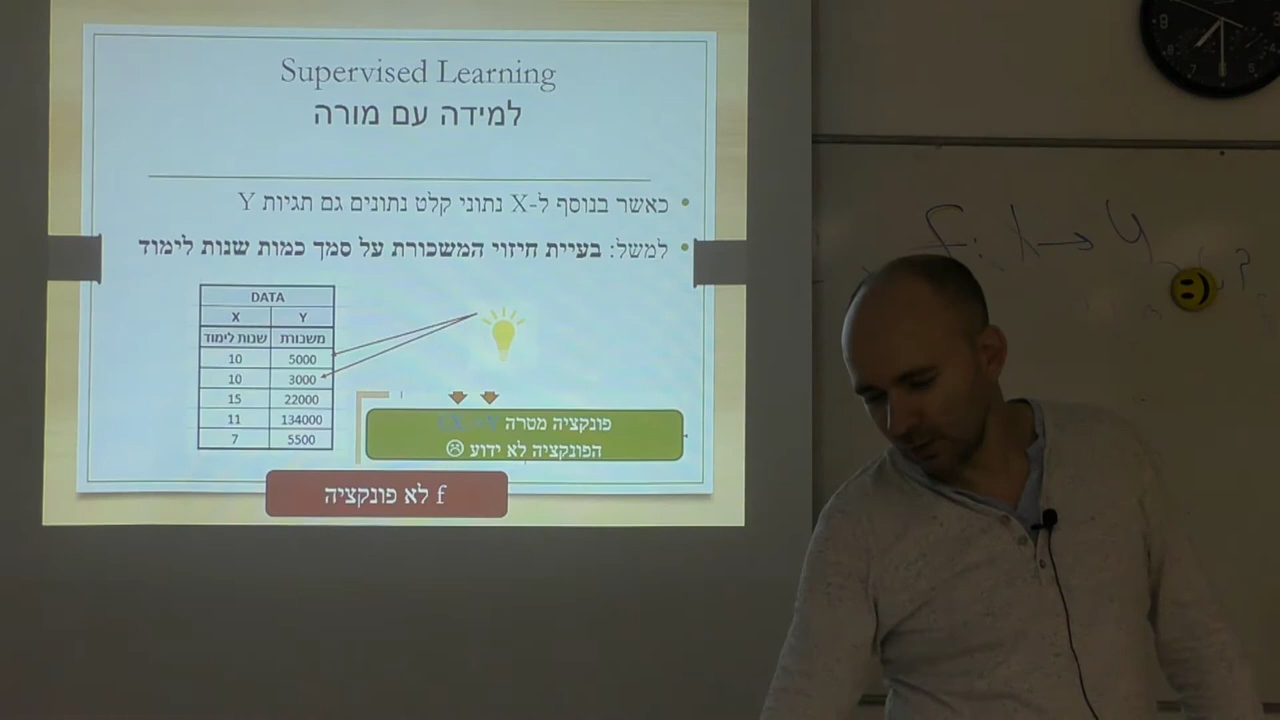 Supervised Learning
למידה עם מורה
• כאשר בנוסף ל-X נתוני קלט נתונים גם תגיות Y
• למשל: בעיית חיזוי המשכורת על סמך כמות שנות לימוד
DATA
X Y
שנות לימוד משכורת
10 5000
10 3000
15 22000
11 134000
7 5500
פונקציה מטרה
הפונקציה לא ידוע ☹
f לא פונקציה
f: X → Y
?